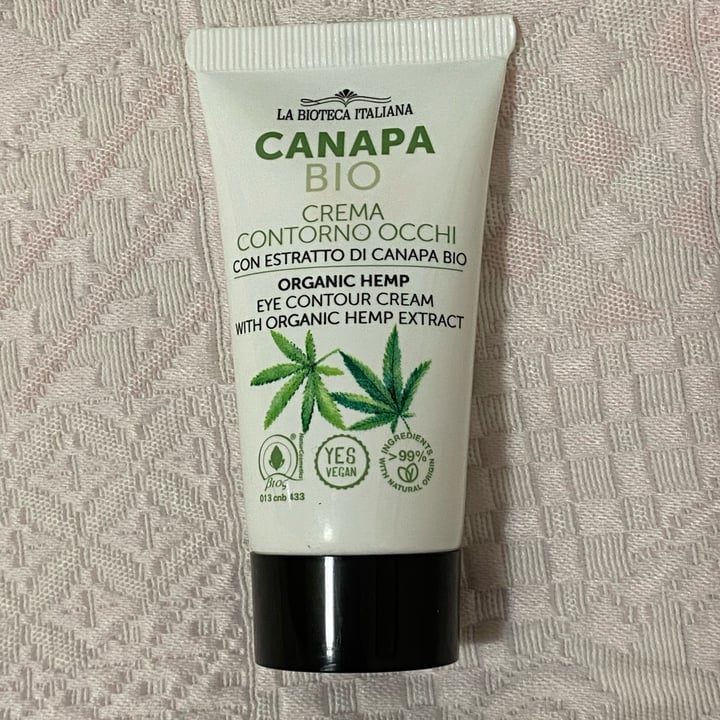 LA BIOTECA ITALIANA
CANAPA
BIO
CREMA
CONTORNO OCCHI
CON ESTRATTO DI CANAPA BIO
ORGANIC HEMP
EYE CONTOUR CREAM
WITH ORGANIC HEMP EXTRACT
Bios
013 cnb 433
YES
VEGAN
INGREDIENTS
>99%
WITH NATURAL ORIGIN